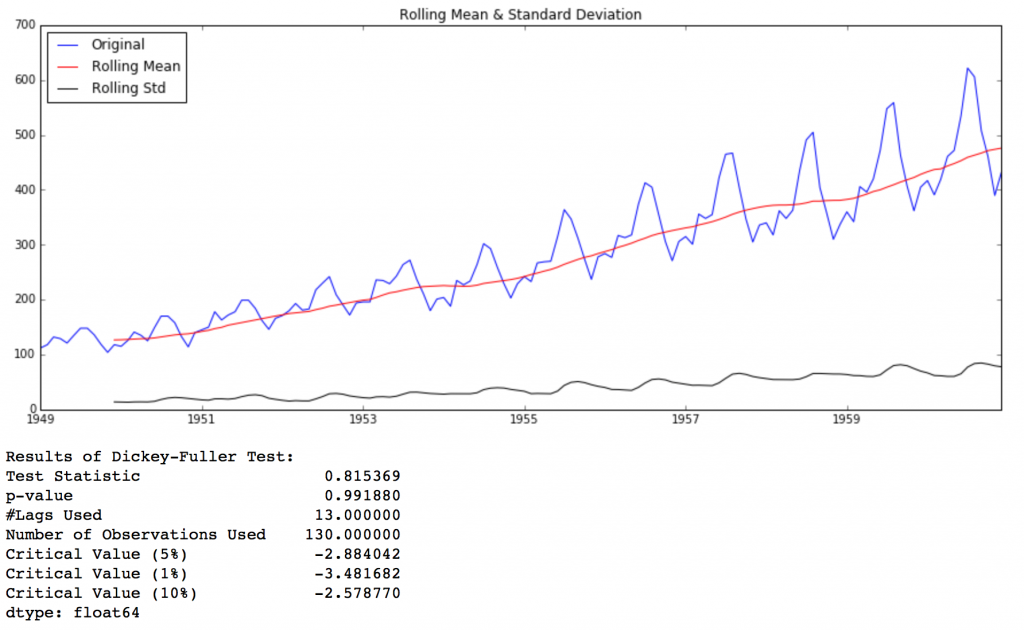 Rolling Mean & Standard Deviation
700
Original
Rolling Mean
Rolling Std
600
500
400
300
200
100
0
1949 1951 1953 1955 1957 1959
Results of Dickey-Fuller Test:
Test Statistic 0.815369
p-value 0.991880
#Lags Used 13.000000
Number of Observations Used 130.000000
Critical Value (5%) -2.884042
Critical Value (1%) -3.481682
Critical Value (10%) -2.578770
dtype: float64